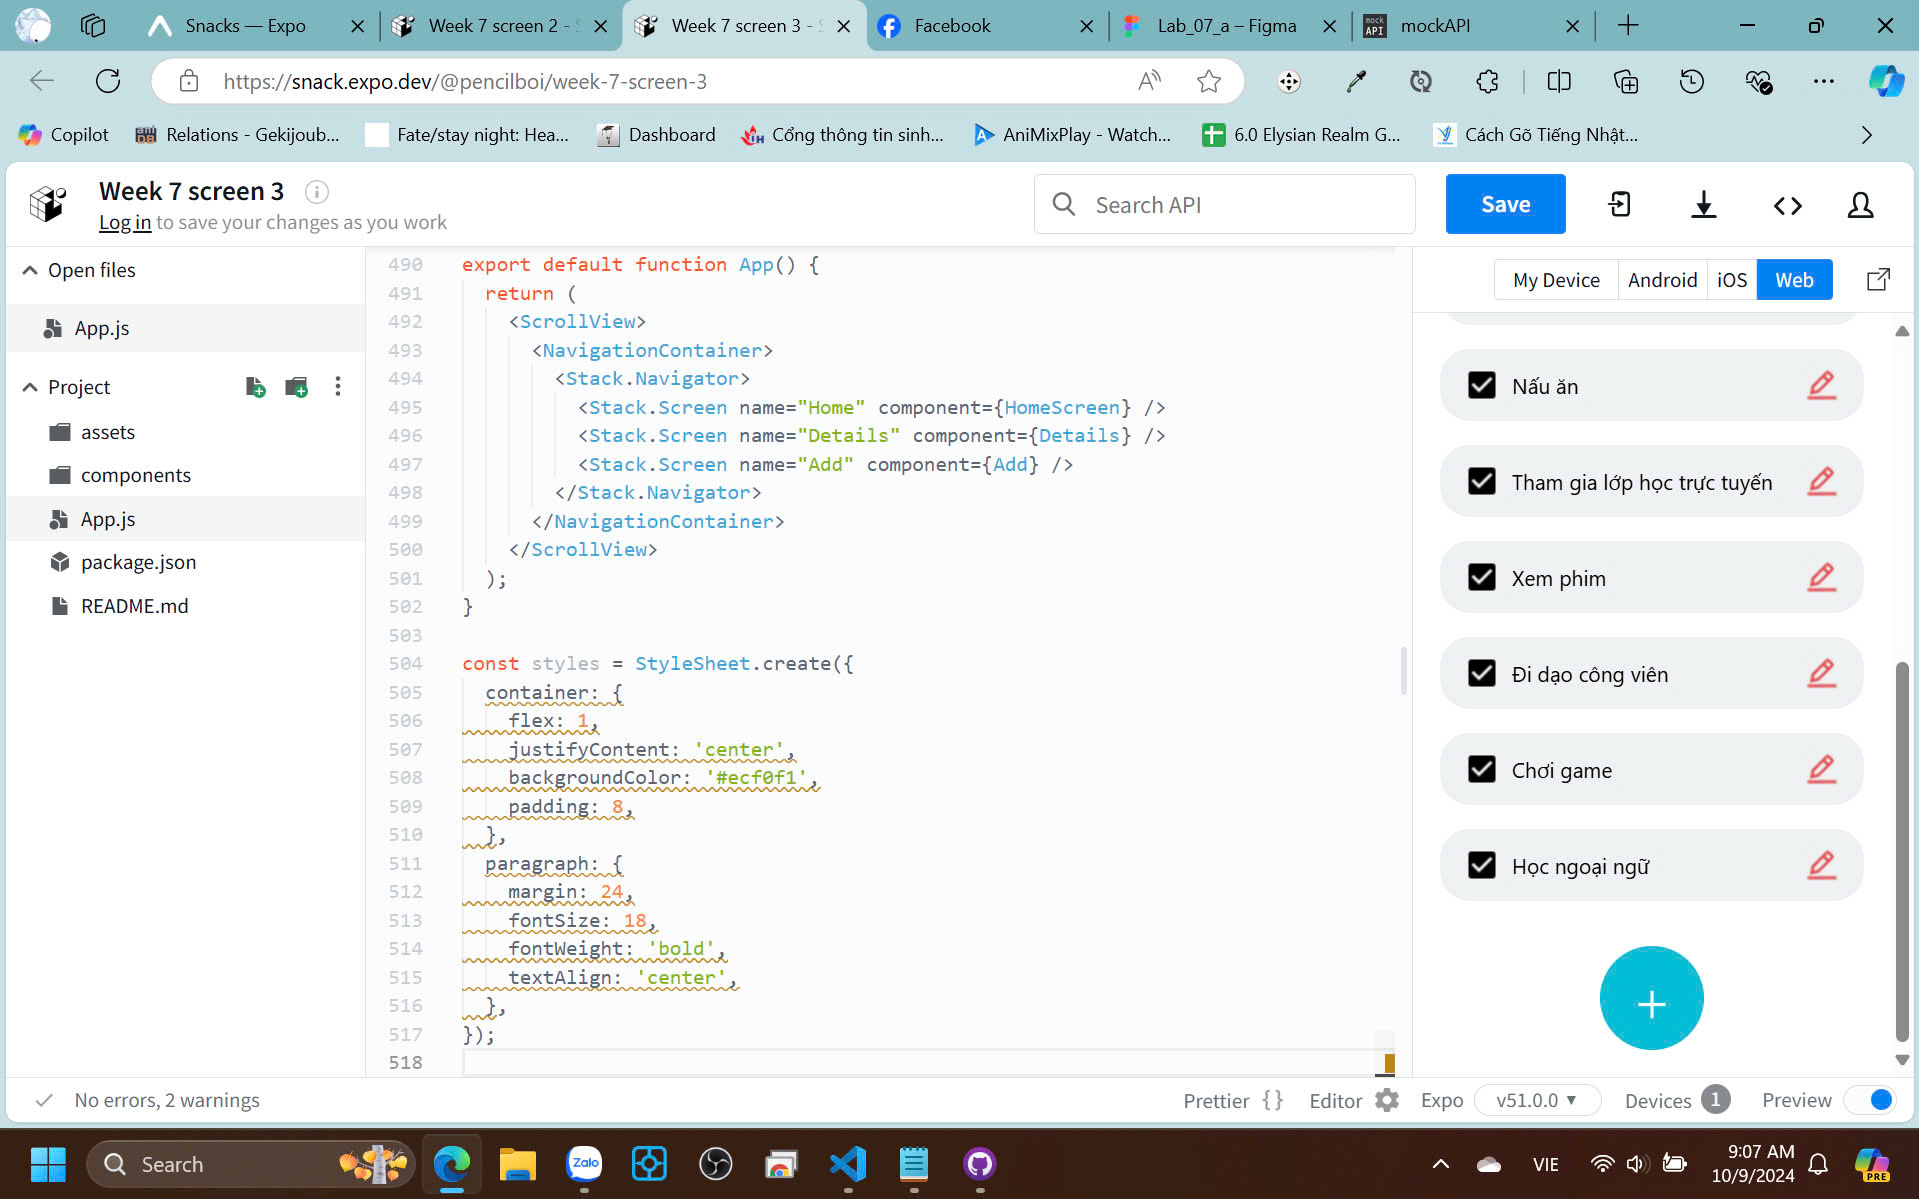 Snacks — Expo
Week 7 screen 2 - S
Week 7 screen 3 - S
Facebook
Lab_07_a – Figma
mock API
mockAPI
https://snack.expo.dev/@pencilboi/week-7-screen-3
Copilot
Relations - Gekijoub...
Fate/stay night: Hea...
Dashboard
Cổng thông tin sinh...
AniMixPlay - Watch...
6.0 Elysian Realm G...
Cách Gõ Tiếng Nhật...
Week 7 screen 3
Log in to save your changes as you work
Search API
Save
Open files
App.js
Project
assets
components
App.js
package.json
README.md
490 export default function App() {
491 return (
492 <ScrollView>
493 <NavigationContainer>
494 <Stack.Navigator>
495 <Stack.Screen name="Home" component={HomeScreen} />
496 <Stack.Screen name="Details" component={Details} />
497 <Stack.Screen name="Add" component={Add} />
498 </Stack.Navigator>
499 </NavigationContainer>
500 </ScrollView>
501 );
502 }
503
504 const styles = StyleSheet.create({
505 container: {
506 flex: 1,
507 justifyContent: 'center',
508 backgroundColor: '#ecf0f1',
509 padding: 8,
510 },
511 paragraph: {
512 margin: 24,
513 fontSize: 18,
514 fontWeight: 'bold',
515 textAlign: 'center',
516 },
517 });
518
My Device
Android
iOS
Web
Nấu ăn
Tham gia lớp học trực tuyến
Xem phim
Đi dạo công viên
Chơi game
Học ngoại ngữ
+
No errors, 2 warnings
Prettier {}
Editor
Expo
v51.0.0
Devices 1
Preview
Search
Zalo
VIE
9:07 AM
10/9/2024
PRE